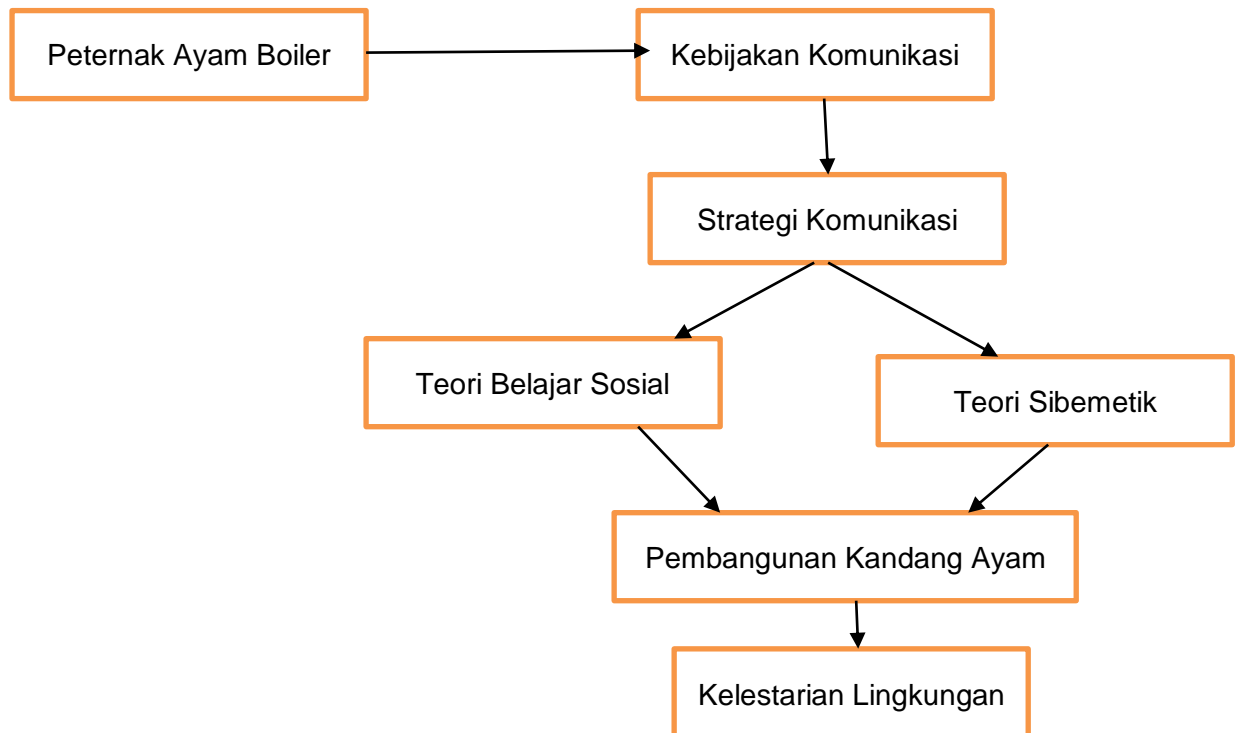 Peternak Ayam Boiler
Kebijakan Komunikasi
Strategi Komunikasi
Teori Belajar Sosial
Teori Sibemetik
Pembangunan Kandang Ayam
Kelestarian Lingkungan